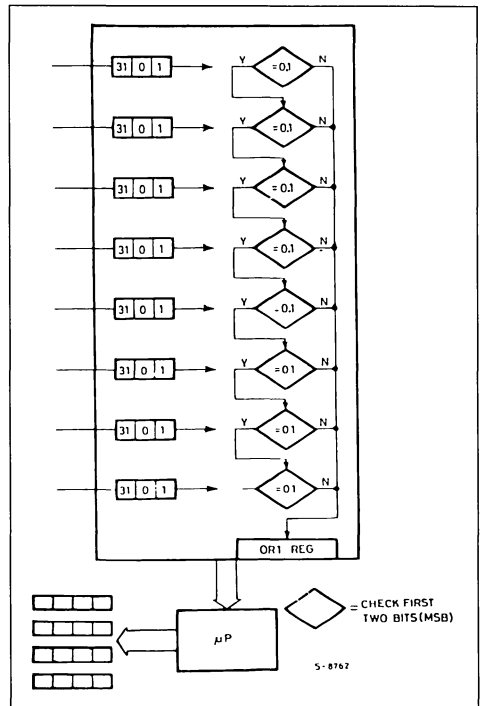 31 0 1 Y =0.1 N
31 0 1 Y =0.1 N
31 0 1 Y =0.1 N
31 0 1 Y =0.1 N
31 0 1 Y -0.1 N
31 0 1 Y =01 N
31 0 1 Y =01 N
31 0 1 =01 N
OR1 REG
μP
= CHECK FIRST
TWO BITS (MSB)
S-8762